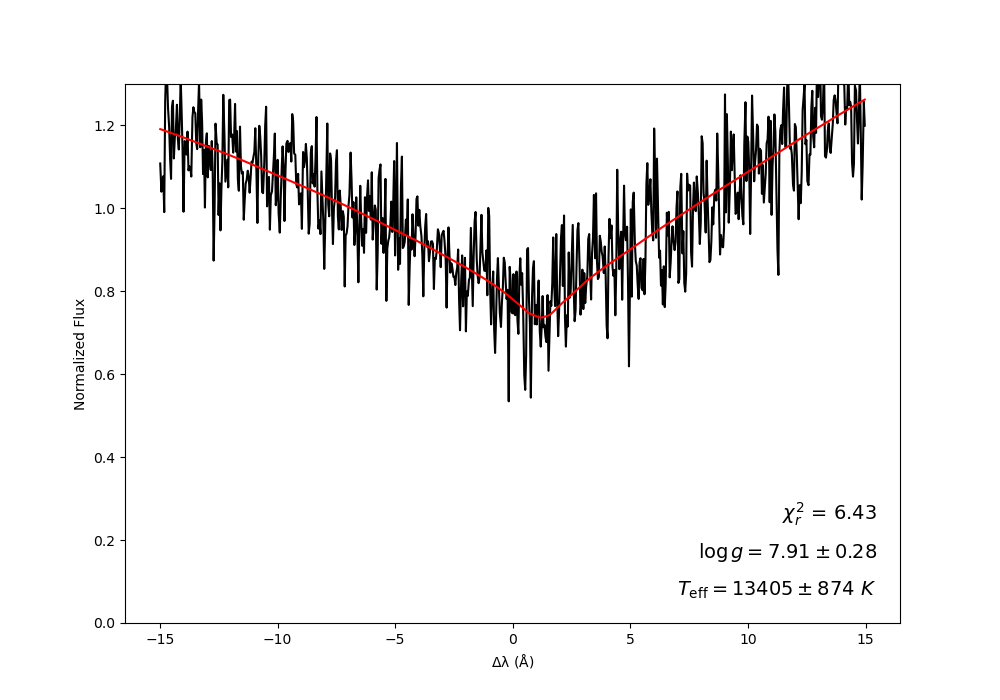 1.2
1.0
0.8
0.6
0.4
0.2
0.0
Normalized Flux
χ²ᵣ = 6.43
log g = 7.91 ± 0.28
T_eff = 13405 ± 874 K
−15 −10 −5 0 5 10 15
Δλ (Å)